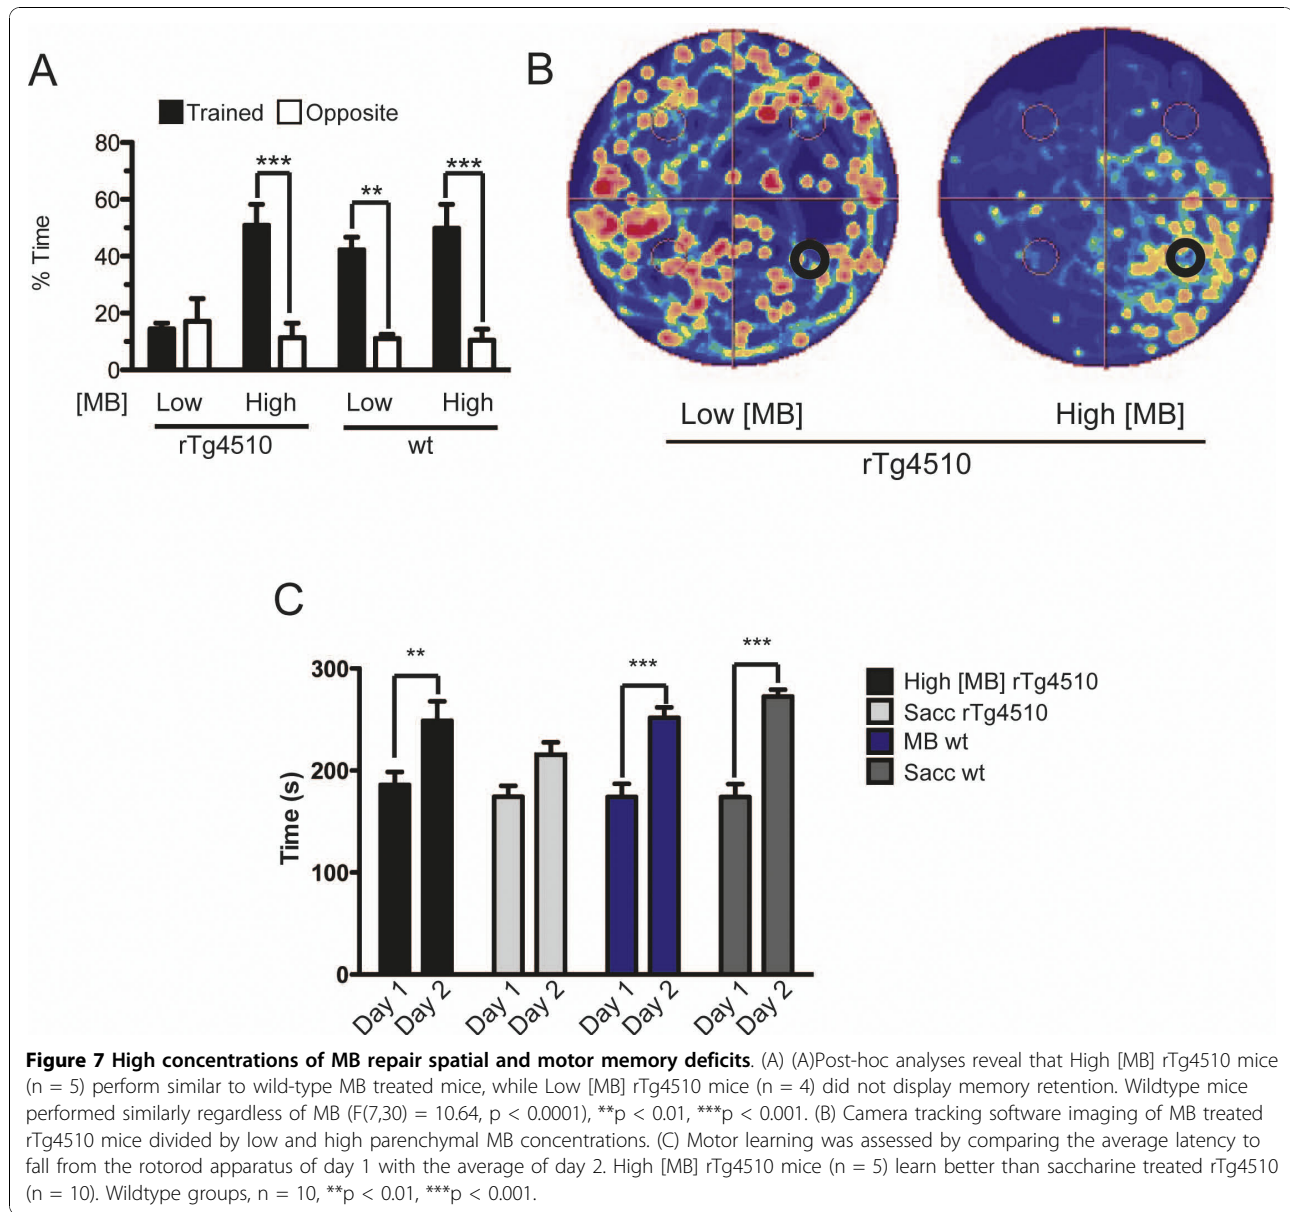 A
Trained Opposite
80
60
40
20
0
% Time
***
**
***
[MB] Low High Low High
rTg4510 wt
B
Low [MB] High [MB]
rTg4510
C
300
200
100
0
Time (s)
**
***
***
Day 1 Day 2 Day 1 Day 2 Day 1 Day 2 Day 1 Day 2
High [MB] rTg4510
Sacc rTg4510
MB wt
Sacc wt
Figure 7 High concentrations of MB repair spatial and motor memory deficits. (A) (A)Post-hoc analyses reveal that High [MB] rTg4510 mice
(n = 5) perform similar to wild-type MB treated mice, while Low [MB] rTg4510 mice (n = 4) did not display memory retention. Wildtype mice
performed similarly regardless of MB (F(7,30) = 10.64, p < 0.0001), **p < 0.01, ***p < 0.001. (B) Camera tracking software imaging of MB treated
rTg4510 mice divided by low and high parenchymal MB concentrations. (C) Motor learning was assessed by comparing the average latency to
fall from the rotorod apparatus of day 1 with the average of day 2. High [MB] rTg4510 mice (n = 5) learn better than saccharine treated rTg4510
(n = 10). Wildtype groups, n = 10, **p < 0.01, ***p < 0.001.